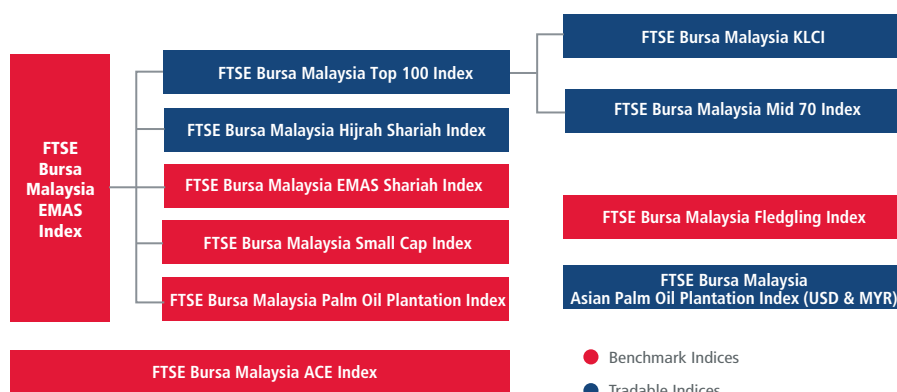 FTSE
Bursa
Malaysia
EMAS
Index
FTSE Bursa Malaysia Top 100 Index
FTSE Bursa Malaysia Hijrah Shariah Index
FTSE Bursa Malaysia EMAS Shariah Index
FTSE Bursa Malaysia Small Cap Index
FTSE Bursa Malaysia Palm Oil Plantation Index
FTSE Bursa Malaysia KLCI
FTSE Bursa Malaysia Mid 70 Index
FTSE Bursa Malaysia Fledgling Index
FTSE Bursa Malaysia
Asian Palm Oil Plantation Index (USD & MYR)
FTSE Bursa Malaysia ACE Index
Benchmark Indices
Tradable Indices